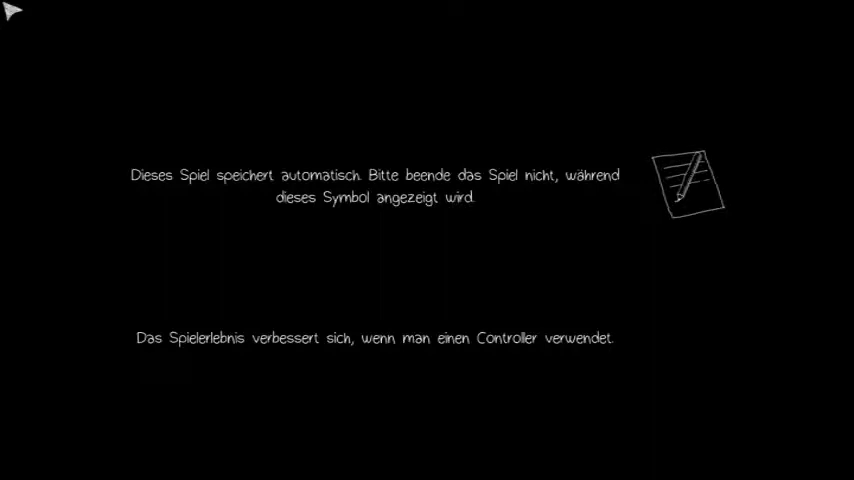 Dieses Spiel speichert automatisch. Bitte beende das Spiel nicht, während
dieses Symbol angezeigt wird.
Das Spielerlebnis verbessert sich, wenn man einen Controller verwendet.